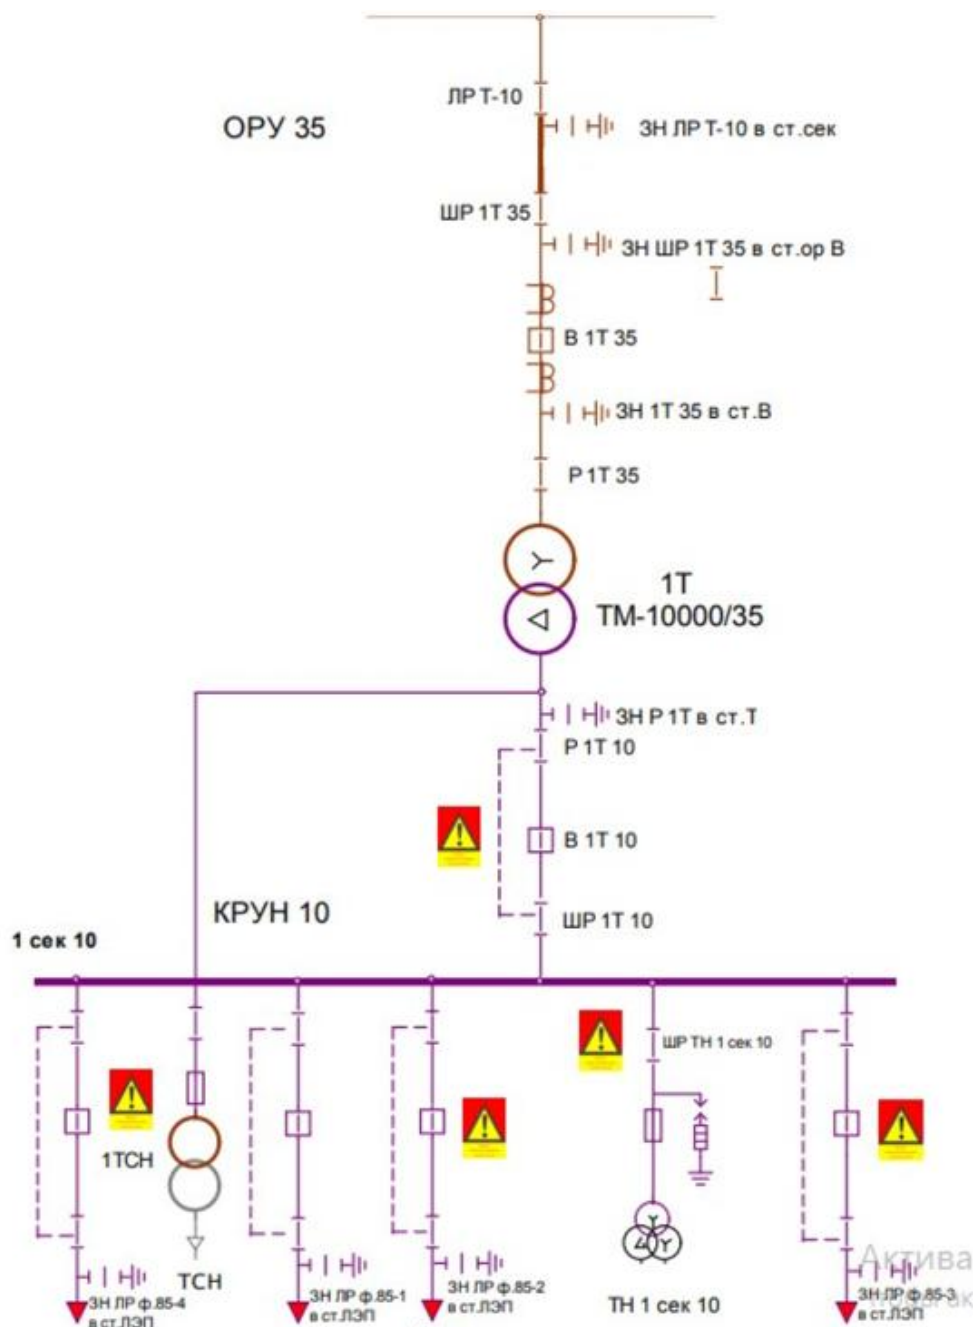 ЛР Т-10
ОРУ 35
ЗН ЛР Т-10 в ст.сек
ШР 1Т 35
ЗН ШР 1Т 35 в ст.ор В
В 1Т 35
ЗН 1Т 35 в ст.В
Р 1Т 35
1Т
ТМ-10000/35
ЗН Р 1Т в ст.Т
Р 1Т 10
В 1Т 10
КРУН 10
ШР 1Т 10
1 сек 10
ШР ТН 1 сек 10
1ТСН
ТСН
ЗН ЛР ф.85-4
в ст.ЛЭП
ЗН ЛР ф.85-1
в ст.ЛЭП
ЗН ЛР ф.85-2
в ст.ЛЭП
ТН 1 сек 10
ЗН ЛР ф.85-3
в ст.ЛЭП
Актива